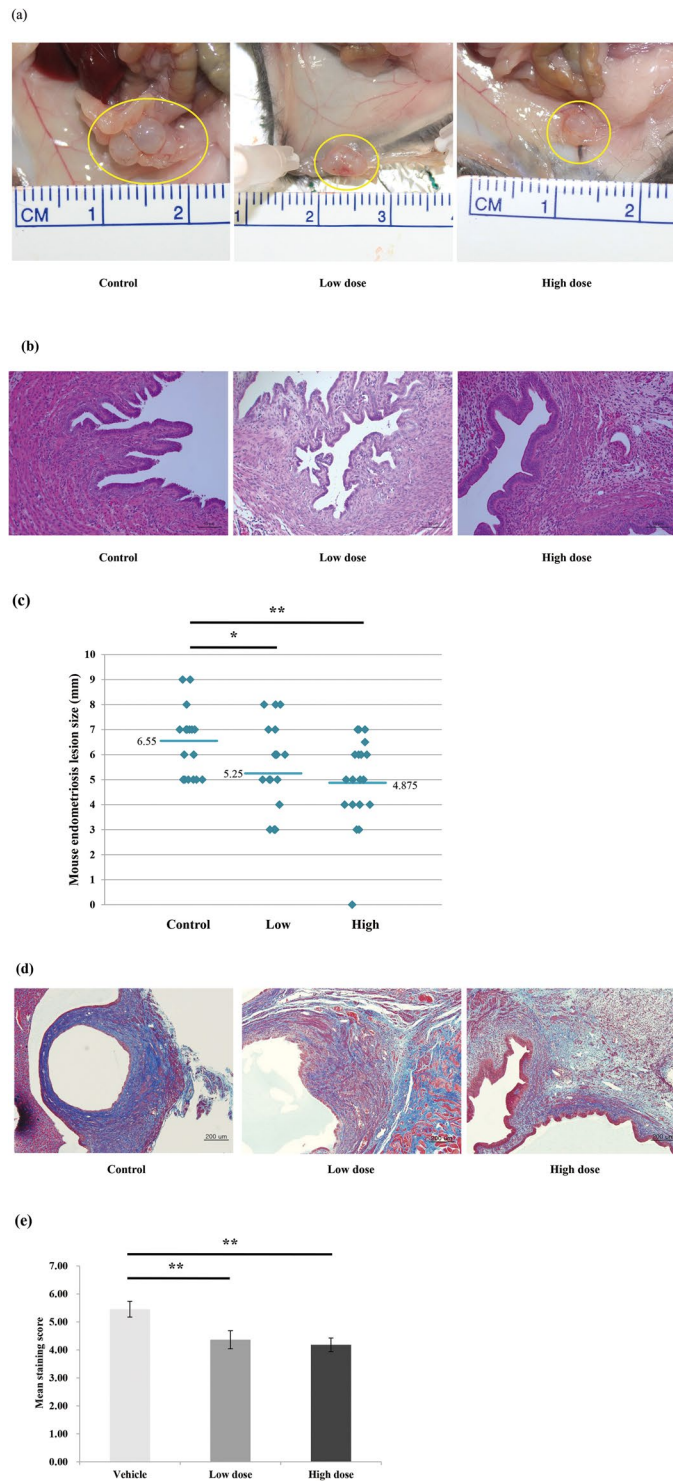 (a)
CM 1 2
1 2 3 4
CM 1 2
Control Low dose High dose
(b)
Control Low dose High dose
(c)
**
*
Mouse endometriosis lesion size (mm)
10
9
8
7
6
5
4
3
2
1
0
6.55
5.25
4.875
Control Low High
(d)
200 um
200 um
Control Low dose High dose
(e)
**
**
Mean staining score
7.00
6.00
5.00
4.00
3.00
2.00
1.00
0.00
Vehicle Low dose High dose